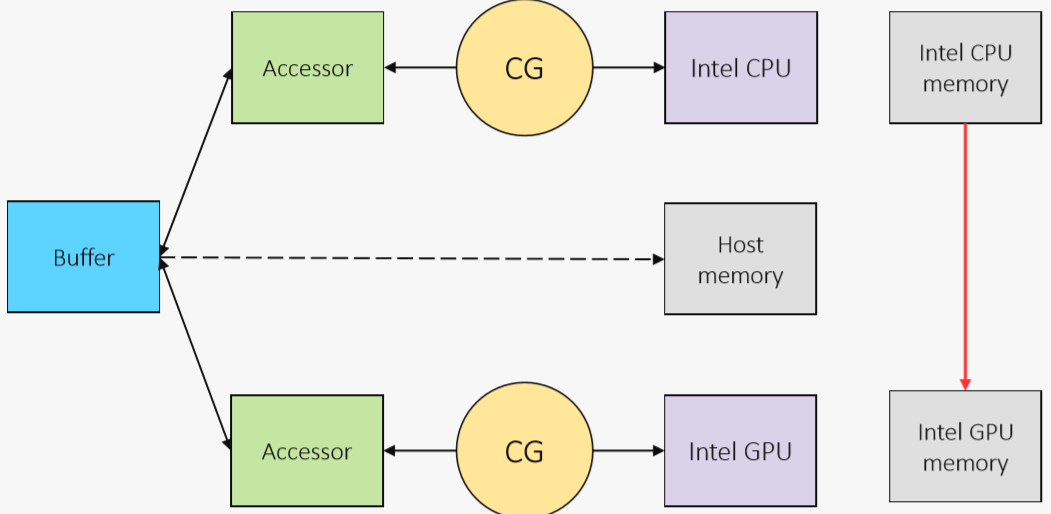 Accessor
CG
Intel CPU
Intel CPU
memory
Buffer
Host
memory
Accessor
CG
Intel GPU
Intel GPU
memory